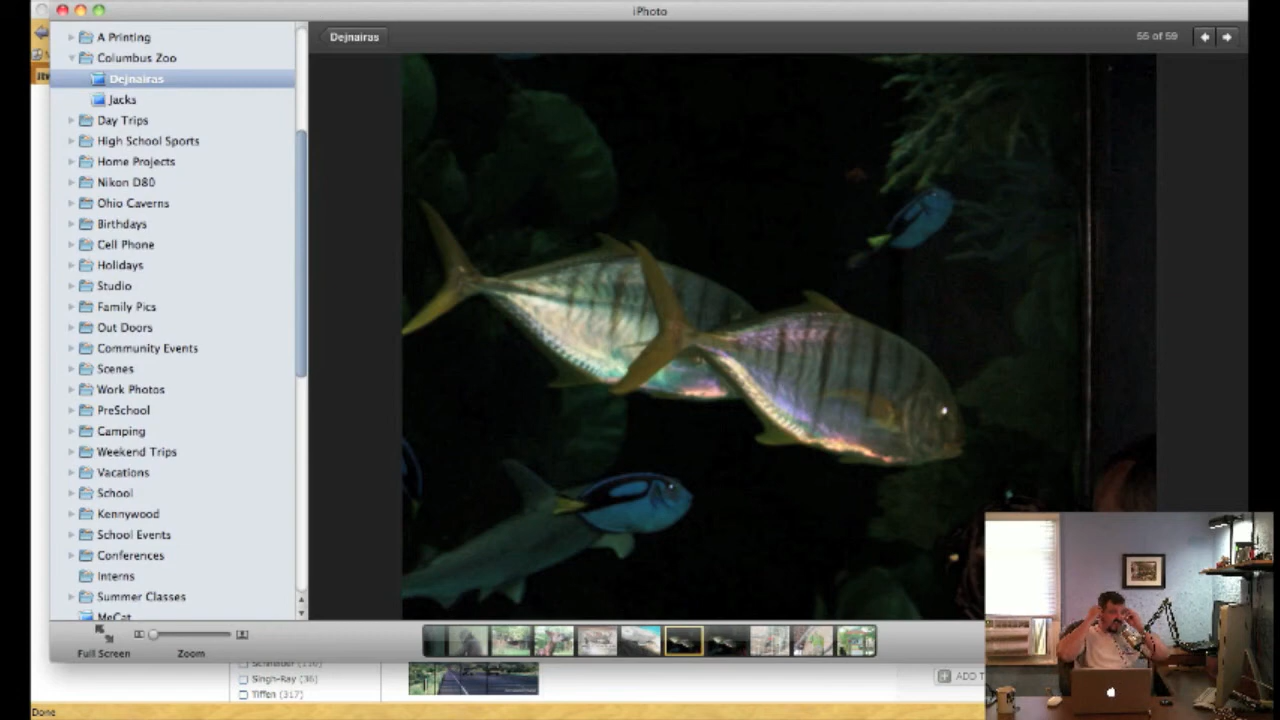 iPhoto
A Printing
Columbus Zoo
Dejnairas
Jacks
Day Trips
High School Sports
Home Projects
Nikon D80
Ohio Caverns
Birthdays
Cell Phone
Holidays
Studio
Family Pics
Out Doors
Community Events
Scenes
Work Photos
PreSchool
Camping
Weekend Trips
Vacations
School
Kennywood
School Events
Conferences
Interns
Summer Classes
MeCat
Full Screen
Zoom
Dejnairas
55 of 59
Schneider
Singh-Ray (36)
Tiffen (317)
ADD T
Done